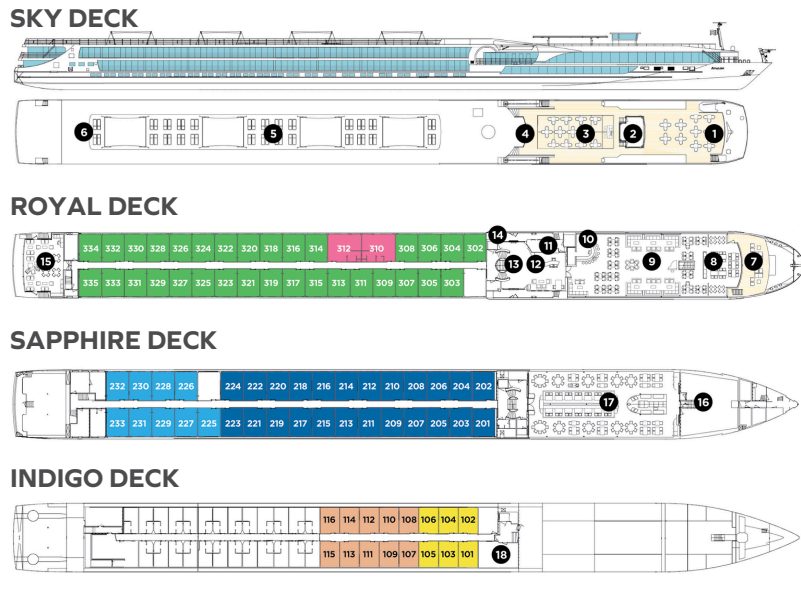 SKY DECK
6 5 4 3 2 1
ROYAL DECK
334 332 330 328 326 324 322 320 318 316 314 312 310 308 306 304 302 14 11 10
15 13 12 9 8 7
335 333 331 329 327 325 323 321 319 317 315 313 311 309 307 305 303
SAPPHIRE DECK
232 230 228 226 224 222 220 218 216 214 212 210 208 206 204 202
17 16
233 231 229 227 225 223 221 219 217 215 213 211 209 207 205 203 201
INDIGO DECK
116 114 112 110 108 106 104 102
115 113 111 109 107 105 103 101 18